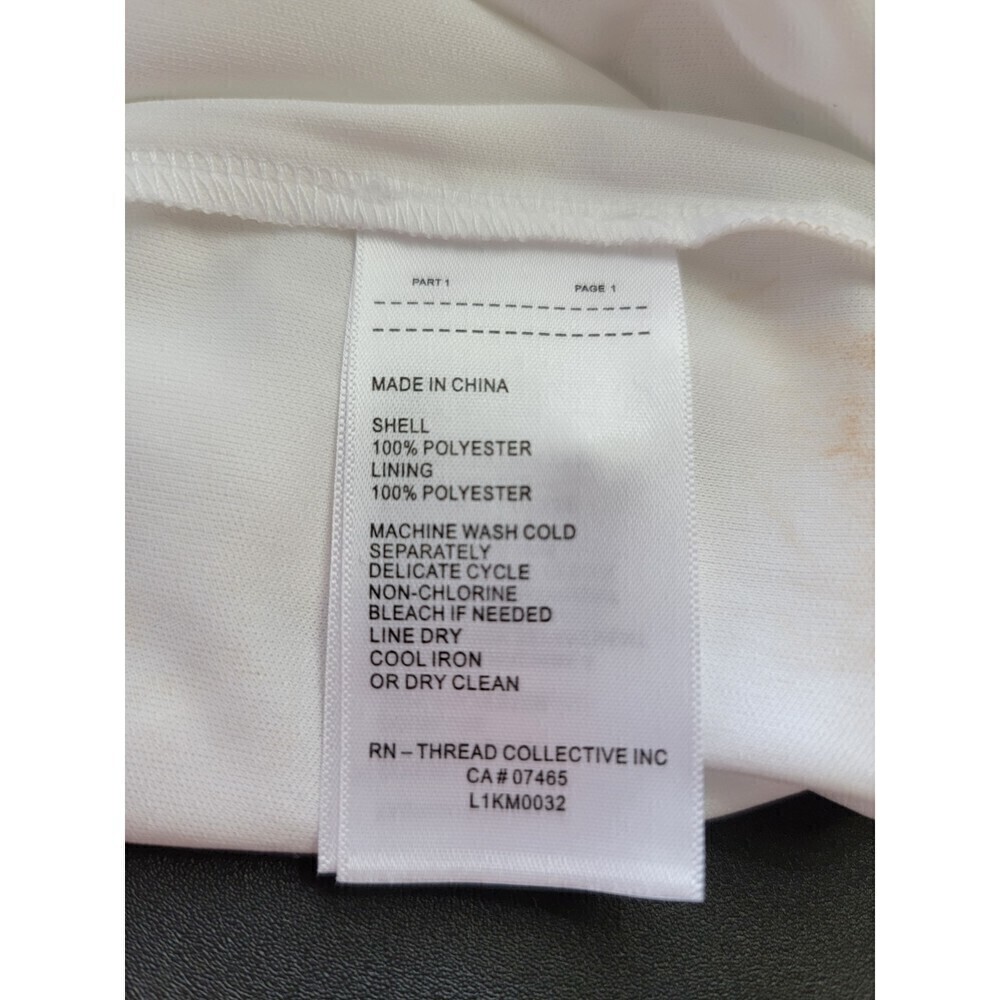 PART 1 PAGE 1
MADE IN CHINA
SHELL
100% POLYESTER
LINING
100% POLYESTER
MACHINE WASH COLD
SEPARATELY
DELICATE CYCLE
NON-CHLORINE
BLEACH IF NEEDED
LINE DRY
COOL IRON
OR DRY CLEAN
RN – THREAD COLLECTIVE INC
CA # 07465
L1KM0032